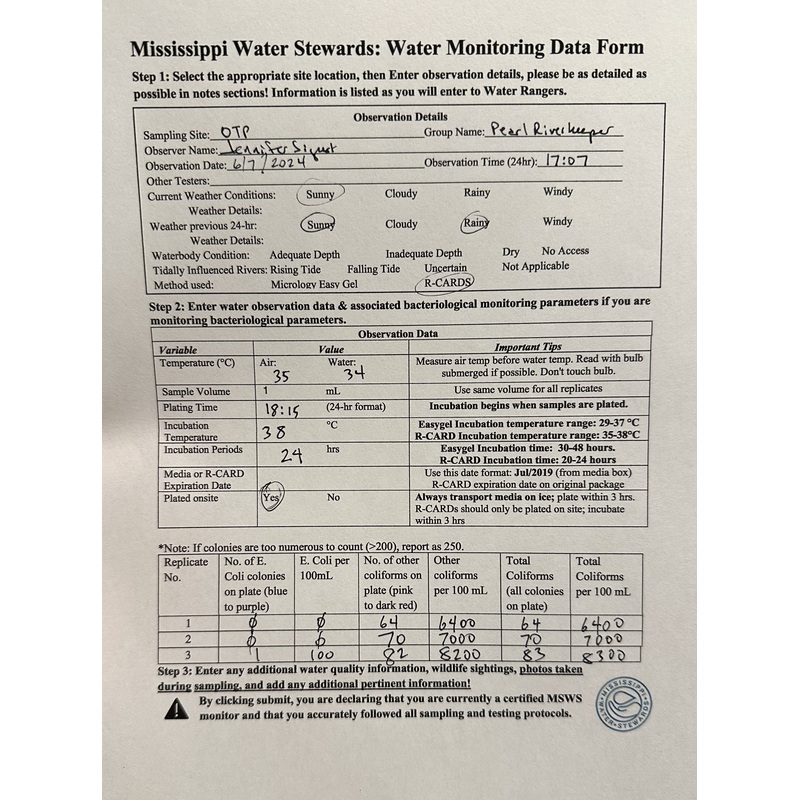 Mississippi Water Stewards: Water Monitoring Data Form
Step 1: Select the appropriate site location, then Enter observation details, please be as detailed as
possible in notes sections! Information is listed as you will enter to Water Rangers.
Observation Details
Sampling Site: OTP Group Name: Pearl Riverkeeper
Observer Name: Jennifer
Observation Date: 6/7/2024 Observation Time (24hr): 17:07
Other Testers:
Current Weather Conditions: Sunny Cloudy Rainy Windy
Weather Details:
Weather previous 24-hr: Sunny Cloudy Rainy Windy
Weather Details:
Waterbody Condition: Adequate Depth Inadequate Depth Dry No Access
Tidally Influenced Rivers: Rising Tide Falling Tide Uncertain Not Applicable
Method used: Micrology Easy Gel R-CARDS
Step 2: Enter water observation data & associated bacteriological monitoring parameters if you are
monitoring bacteriological parameters.
Observation Data
Variable Value Important Tips
Temperature (°C) Air: Water: Measure air temp before water temp. Read with bulb
35 34 submerged if possible. Don't touch bulb.
Sample Volume 1 mL Use same volume for all replicates
Plating Time 18:15 (24-hr format) Incubation begins when samples are plated.
Incubation °C Easygel Incubation temperature range: 29-37 °C
Temperature 38 R-CARD Incubation temperature range: 35-38°C
Incubation Periods 24 hrs Easygel Incubation time: 30-48 hours.
R-CARD Incubation time: 20-24 hours
Media or R-CARD Use this date format: Jul/2019 (from media box)
Expiration Date R-CARD expiration date on original package
Plated onsite Yes No Always transport media on ice; plate within 3 hrs.
R-CARDs should only be plated on site; incubate
within 3 hrs
*Note: If colonies are too numerous to count (>200), report as 250.
Replicate No. of E. E. Coli per No. of other Other Total Total
No. Coli colonies 100mL coliforms on coliforms Coliforms Coliforms
on plate (blue plate (pink per 100 mL (all colonies per 100 mL
to purple) to dark red) on plate)
1 0 0 64 6400 64 6400
2 0 0 70 7000 70 7000
3 1 100 82 8200 83 8300
Step 3: Enter any additional water quality information, wildlife sightings, photos taken
during sampling, and add any additional pertinent information!
By clicking submit, you are declaring that you are currently a certified MSWS
monitor and that you accurately followed all sampling and testing protocols.
MISSISSIPPI
WATER STEWARDS